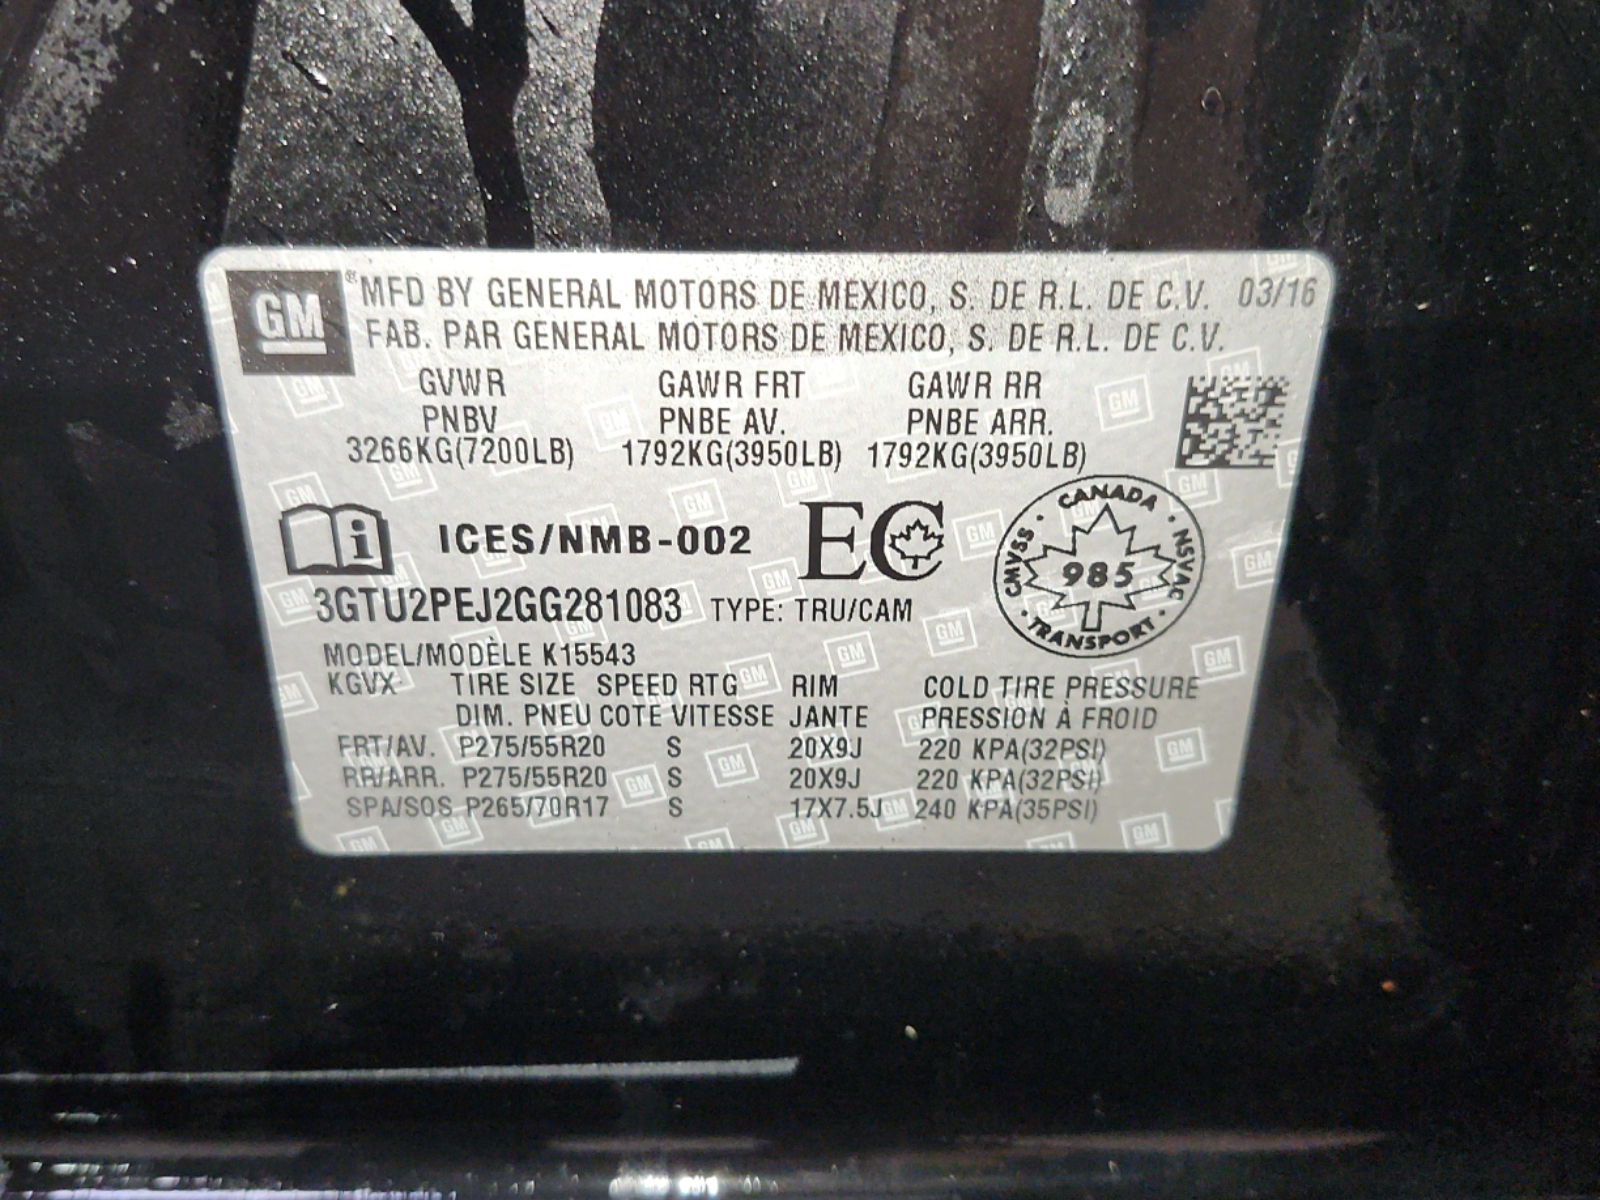 GM ® MFD BY GENERAL MOTORS DE MEXICO, S. DE R.L. DE C.V. 03/16
FAB. PAR GENERAL MOTORS DE MEXICO, S. DE R.L. DE C.V.
GVWR GAWR FRT GAWR RR
PNBV PNBE AV. PNBE ARR.
3266KG(7200LB) 1792KG(3950LB) 1792KG(3950LB)
i ICES/NMB-002 EC
CANADA · NSVAC · TRANSPORT · CMVSS ·
985
3GTU2PEJ2GG281083 TYPE: TRU/CAM
MODEL/MODÈLE K15543
KGVX TIRE SIZE SPEED RTG RIM COLD TIRE PRESSURE
DIM. PNEU COTE VITESSE JANTE PRESSION À FROID
FRT/AV. P275/55R20 S 20X9J 220 KPA(32PSI)
RR/ARR. P275/55R20 S 20X9J 220 KPA(32PSI)
SPA/SOS P265/70R17 S 17X7.5J 240 KPA(35PSI)